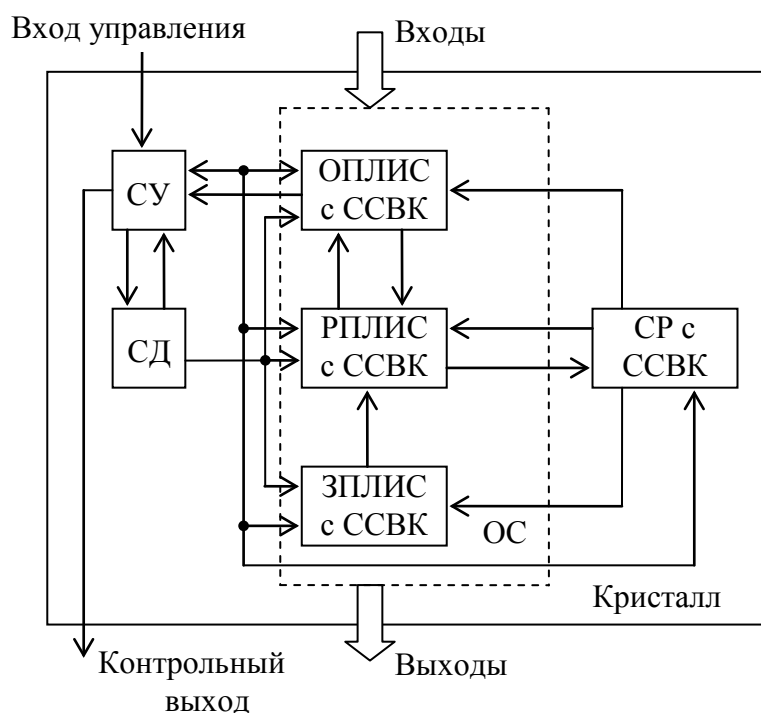 Вход управления
Входы
СУ
ОПЛИС
с ССВК
СД
РПЛИС
с ССВК
СР с
ССВК
ЗПЛИС
с ССВК
ОС
Кристалл
Контрольный
выход
Выходы